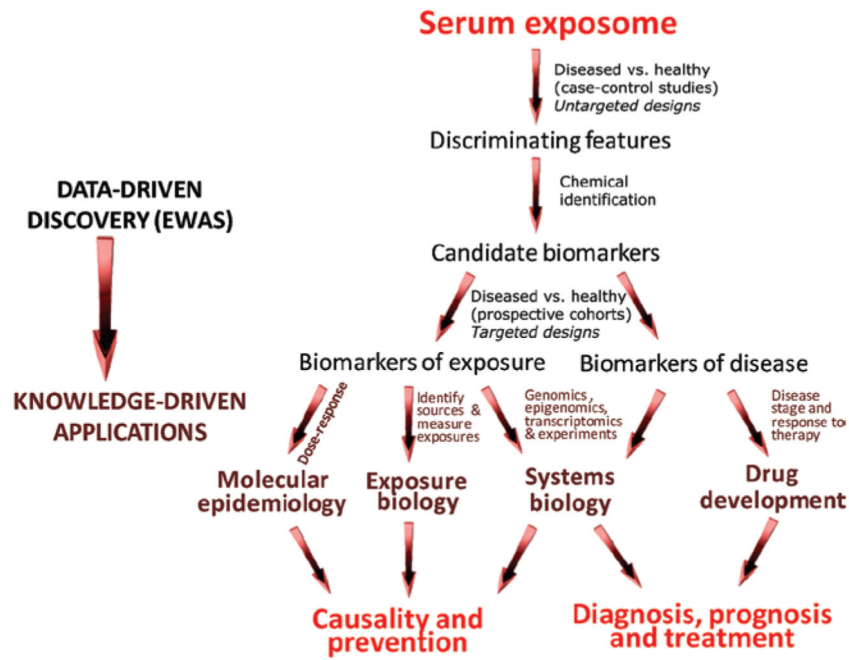 Serum exposome
Diseased vs. healthy
(case-control studies)
Untargeted designs
Discriminating features
Chemical
identification
DATA-DRIVEN
DISCOVERY (EWAS)
Candidate biomarkers
Diseased vs. healthy
(prospective cohorts)
Targeted designs
Biomarkers of exposure
Biomarkers of disease
KNOWLEDGE-DRIVEN
APPLICATIONS
Dose-response
Identify
sources &
measure
exposures
Genomics,
epigenomics,
transcriptomics
& experiments
Disease
stage and
response to
therapy
Molecular
epidemiology
Exposure
biology
Systems
biology
Drug
development
Causality and
prevention
Diagnosis, prognosis
and treatment